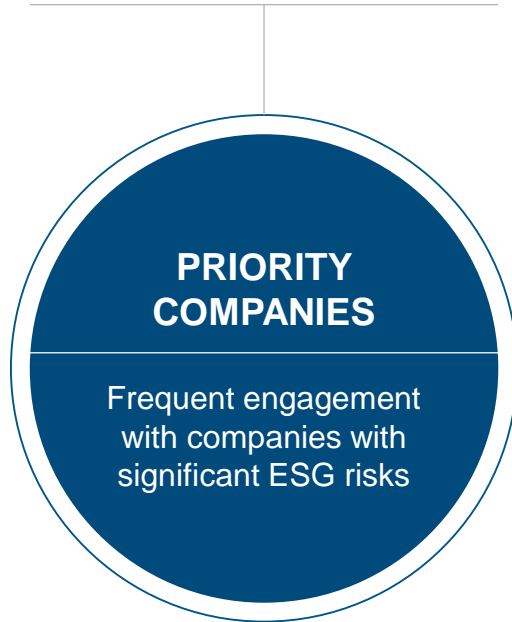 PRIORITY
COMPANIES
Frequent engagement
with companies with
significant ESG risks